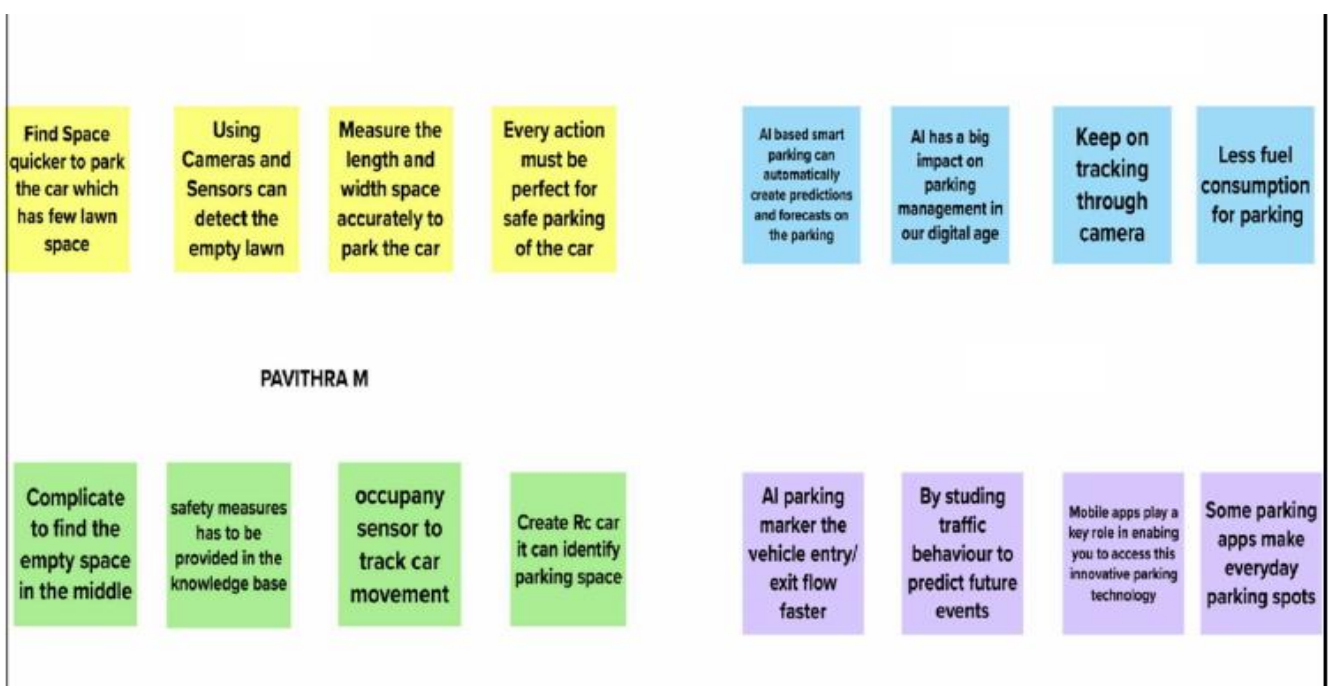 Find Space
quicker to park
the car which
has few lawn
space
Using
Cameras and
Sensors can
detect the
empty lawn
Measure the
length and
width space
accurately to
park the car
Every action
must be
perfect for
safe parking
of the car
AI based smart
parking can
automatically
create predictions
and forecasts on
the parking
AI has a big
impact on
parking
management in
our digital age
Keep on
tracking
through
camera
Less fuel
consumption
for parking
PAVITHRA M
Complicate
to find the
empty space
in the middle
safety measures
has to be
provided in the
knowledge base
occupany
sensor to
track car
movement
Create Rc car
it can identify
parking space
AI parking
marker the
vehicle entry/
exit flow
faster
By studing
traffic
behaviour to
predict future
events
Mobile apps play a
key role in enabling
you to access this
innovative parking
technology
Some parking
apps make
everyday
parking spots